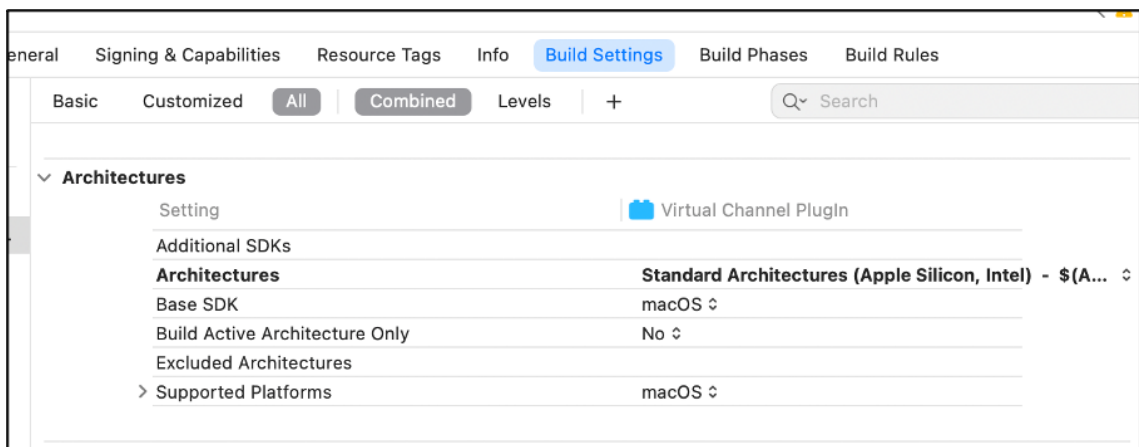 eneral Signing & Capabilities Resource Tags Info Build Settings Build Phases Build Rules
Basic Customized All Combined Levels + Search
Architectures
Setting Virtual Channel PlugIn
Additional SDKs
Architectures Standard Architectures (Apple Silicon, Intel) - $(A...
Base SDK macOS
Build Active Architecture Only No
Excluded Architectures
Supported Platforms macOS